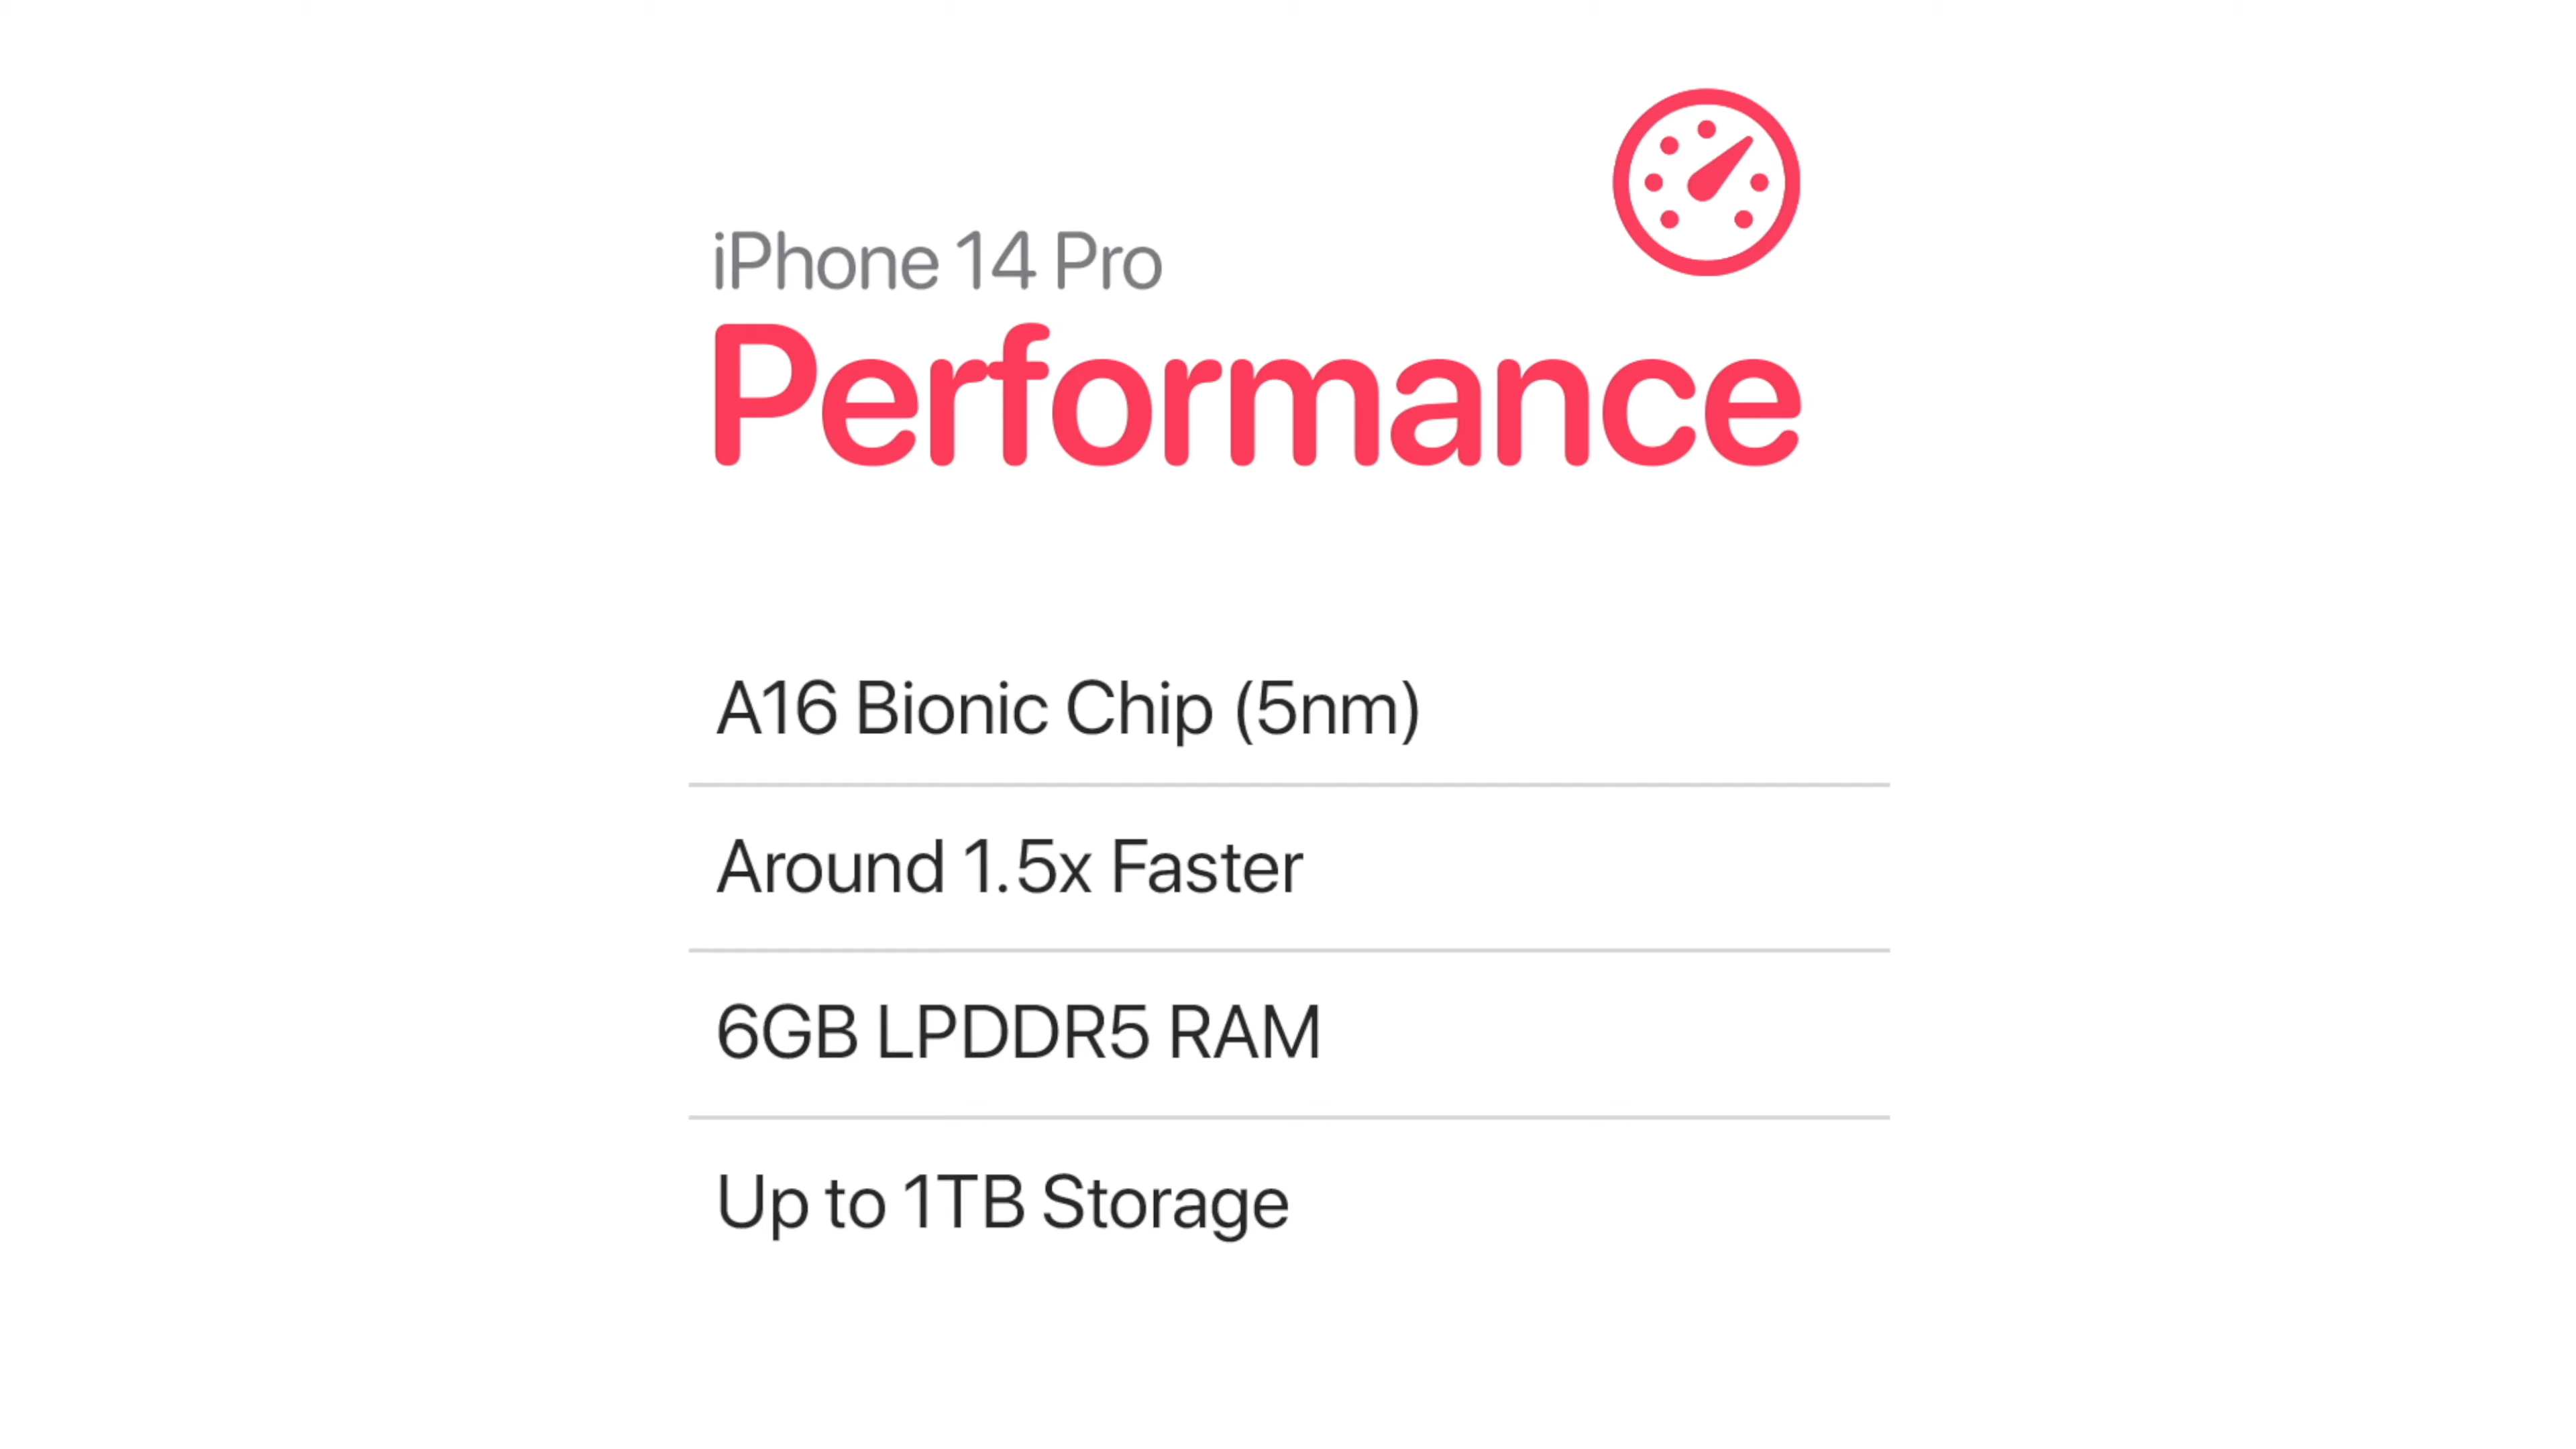 iPhone 14 Pro
Performance
A16 Bionic Chip (5nm)
Around 1.5x Faster
6GB LPDDR5 RAM
Up to 1TB Storage